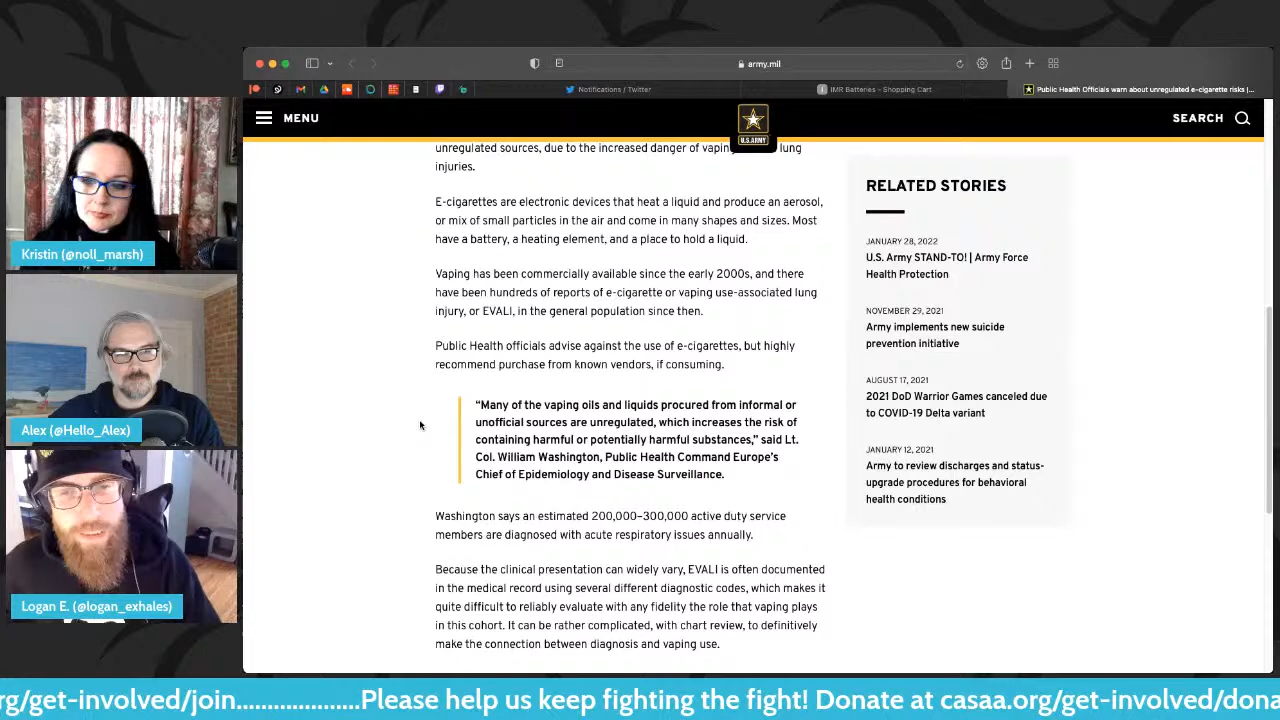 army.mil
Notifications / Twitter
IMR Batteries - Shopping Cart
Public Health Officials warn about unregulated e-cigarette risks |...
MENU
U.S.ARMY
SEARCH
unregulated sources, due to the increased danger of vaping lung
injuries.
E-cigarettes are electronic devices that heat a liquid and produce an aerosol,
or mix of small particles in the air and come in many shapes and sizes. Most
have a battery, a heating element, and a place to hold a liquid.
Vaping has been commercially available since the early 2000s, and there
have been hundreds of reports of e-cigarette or vaping use-associated lung
injury, or EVALI, in the general population since then.
Public Health officials advise against the use of e-cigarettes, but highly
recommend purchase from known vendors, if consuming.
“Many of the vaping oils and liquids procured from informal or
unofficial sources are unregulated, which increases the risk of
containing harmful or potentially harmful substances,” said Lt.
Col. William Washington, Public Health Command Europe’s
Chief of Epidemiology and Disease Surveillance.
Washington says an estimated 200,000–300,000 active duty service
members are diagnosed with acute respiratory issues annually.
Because the clinical presentation can widely vary, EVALI is often documented
in the medical record using several different diagnostic codes, which makes it
quite difficult to reliably evaluate with any fidelity the role that vaping plays
in this cohort. It can be rather complicated, with chart review, to definitively
make the connection between diagnosis and vaping use.
RELATED STORIES
JANUARY 28, 2022
U.S. Army STAND-TO! | Army Force
Health Protection
NOVEMBER 29, 2021
Army implements new suicide
prevention initiative
AUGUST 17, 2021
2021 DoD Warrior Games canceled due
to COVID-19 Delta variant
JANUARY 12, 2021
Army to review discharges and status-
upgrade procedures for behavioral
health conditions
Kristin (@noll_marsh)
Alex (@Hello_Alex)
Logan E. (@logan_exhales)
rg/get-involved/join....................Please help us keep fighting the fight! Donate at casaa.org/get-involved/dona